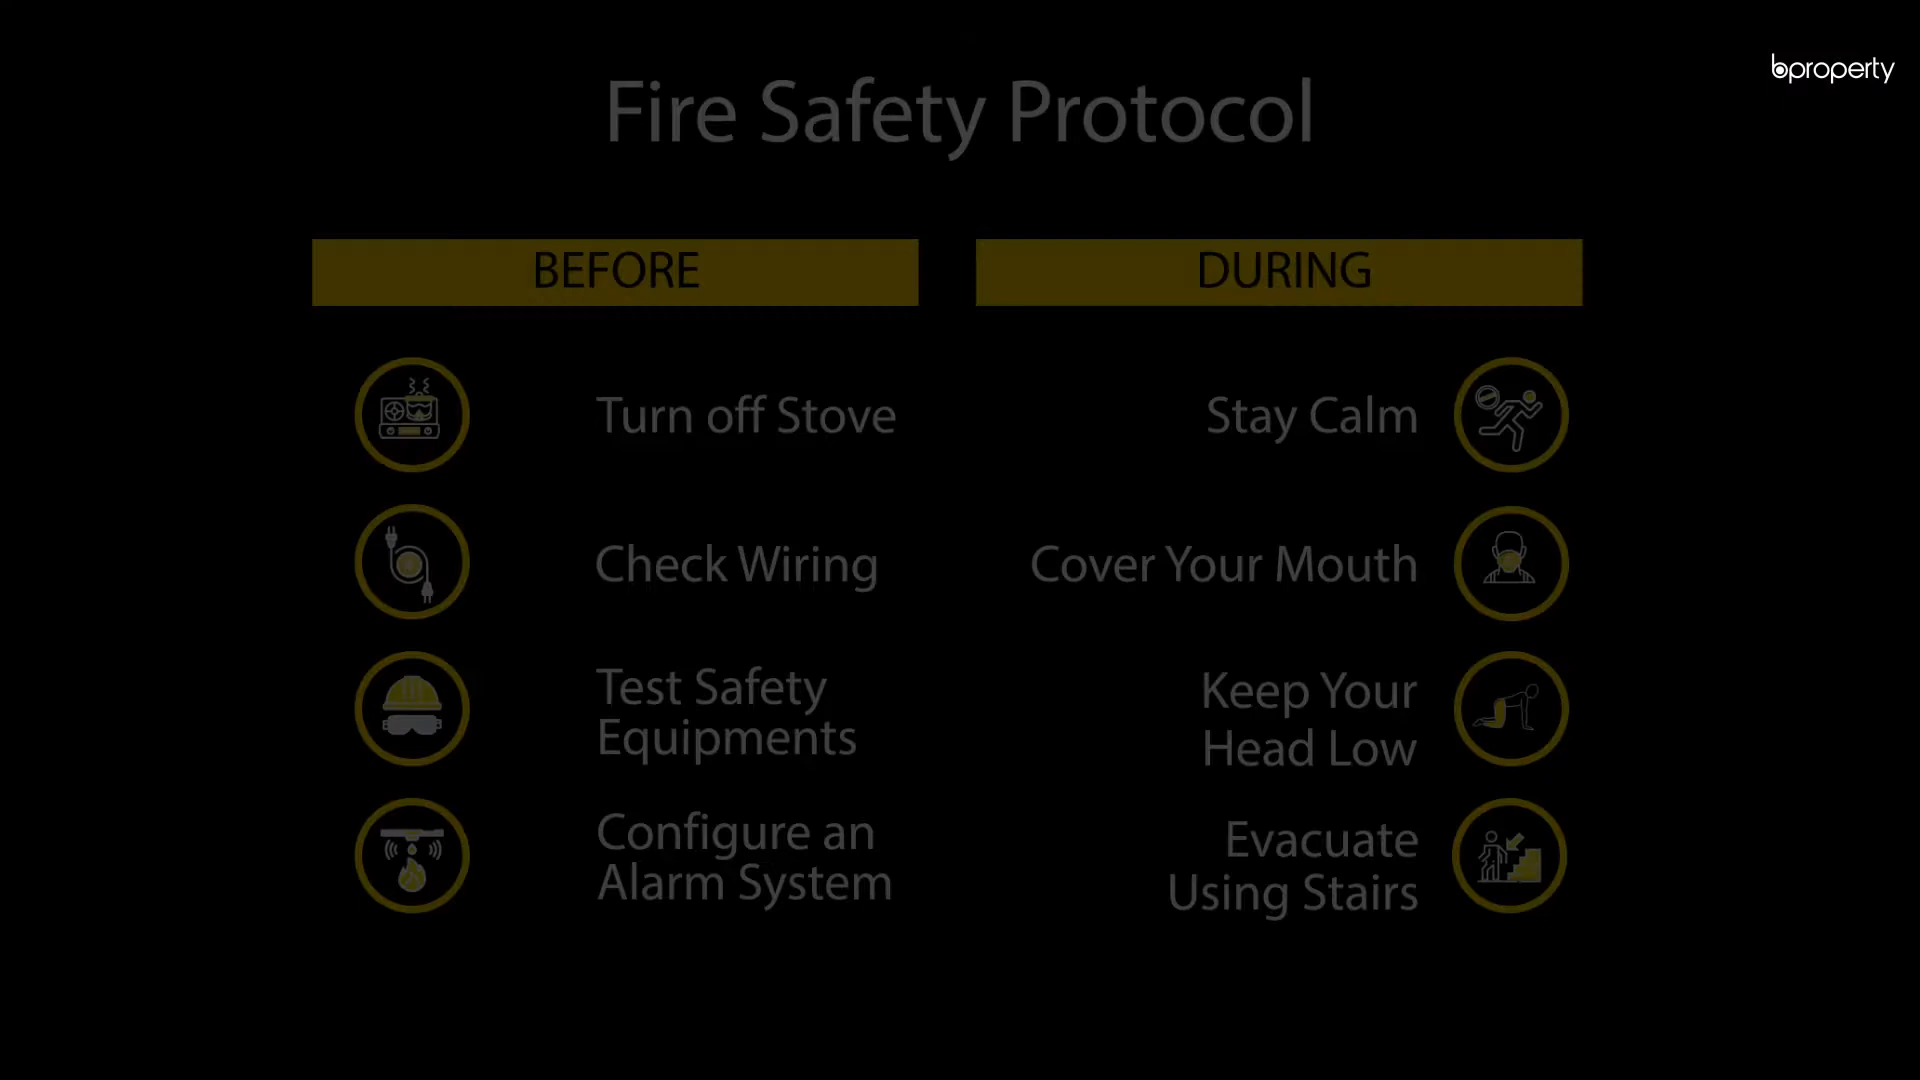 bproperty
Fire Safety Protocol
BEFORE
Turn off Stove
Check Wiring
Test Safety
Equipments
Configure an
Alarm System
DURING
Stay Calm
Cover Your Mouth
Keep Your
Head Low
Evacuate
Using Stairs